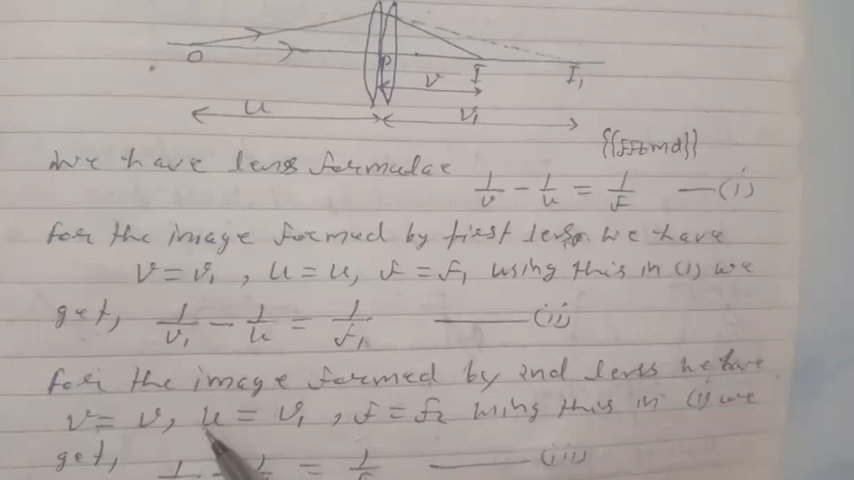 O P v I I₁
u v₁
{{ffbmd}}
We have lens formulae
1/v - 1/u = 1/f —(i)
for the image formed by first lens, we have
v = v₁, u = u, f = f₁ using this in (i) we
get, 1/v₁ - 1/u = 1/f₁ —(ii)
for the image formed by 2nd lens we have
v = v, u = v₁, f = f₂ using this in (i) we
get, —(iii)